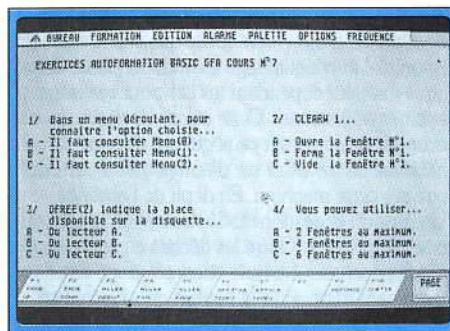 BUREAU FORMATION EDITION ALARME PALETTE OPTIONS FREQUENCE
EXERCICES AUTOFORMATION BASIC GFA COURS N°7
1/ Dans un menu déroulant, pour
connaître l'option choisie...
A - Il faut consulter Menu(0).
B - Il faut consulter Menu(1).
C - Il faut consulter Menu(2).
2/ CLEARW 1...
A - Ouvre la Fenêtre N°1.
B - Ferme la Fenêtre N°1.
C - Vide la Fenêtre N°1.
3/ DFREE(2) indique la place
disponible sur la disquette...
A - Du lecteur A.
B - Du lecteur B.
C - Du lecteur C.
4/ Vous pouvez utiliser...
A - 2 Fenêtres au maximum.
B - 4 Fenêtres au maximum.
C - 6 Fenêtres au maximum.
PAGE